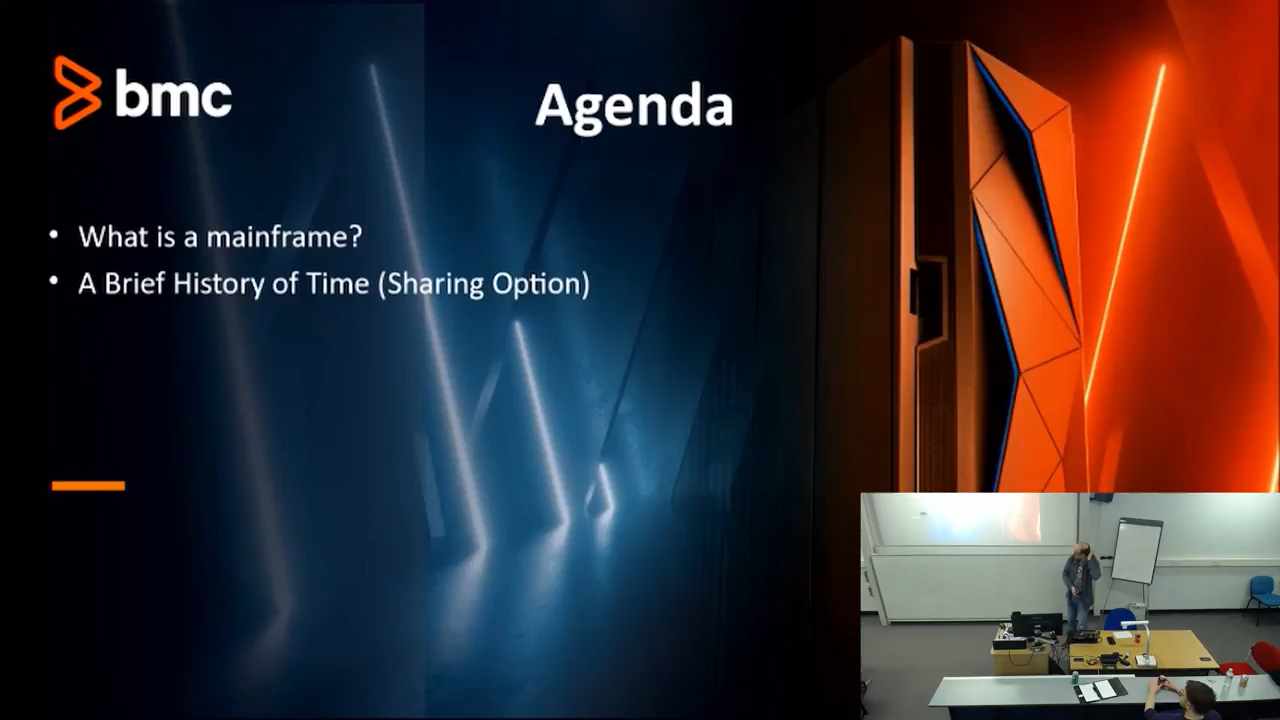 bmc
Agenda
• What is a mainframe?
• A Brief History of Time (Sharing Option)